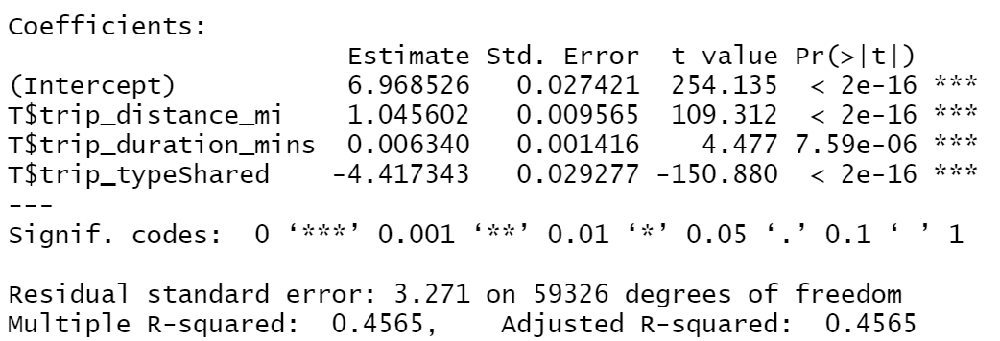 Coefficients:
Estimate Std. Error t value Pr(>|t|)
(Intercept) 6.968526 0.027421 254.135 < 2e-16 ***
T$trip_distance_mi 1.045602 0.009565 109.312 < 2e-16 ***
T$trip_duration_mins 0.006340 0.001416 4.477 7.59e-06 ***
T$trip_typeShared -4.417343 0.029277 -150.880 < 2e-16 ***
---
Signif. codes: 0 ‘***’ 0.001 ‘**’ 0.01 ‘*’ 0.05 ‘.’ 0.1 ‘ ’ 1
Residual standard error: 3.271 on 59326 degrees of freedom
Multiple R-squared: 0.4565, Adjusted R-squared: 0.4565